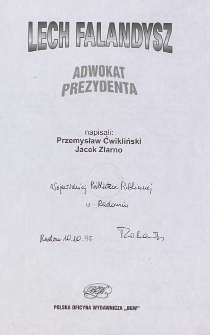 LECH FALANDYSZ
ADWOKAT
PREZYDENTA
napisali:
Przemysław Ćwikliński
Jacek Ziarno
Wojewódzkiej Bibliotece Publicznej
w Radomiu
Radom 10.10.95
POLSKA OFICYNA WYDAWNICZA „BGW”